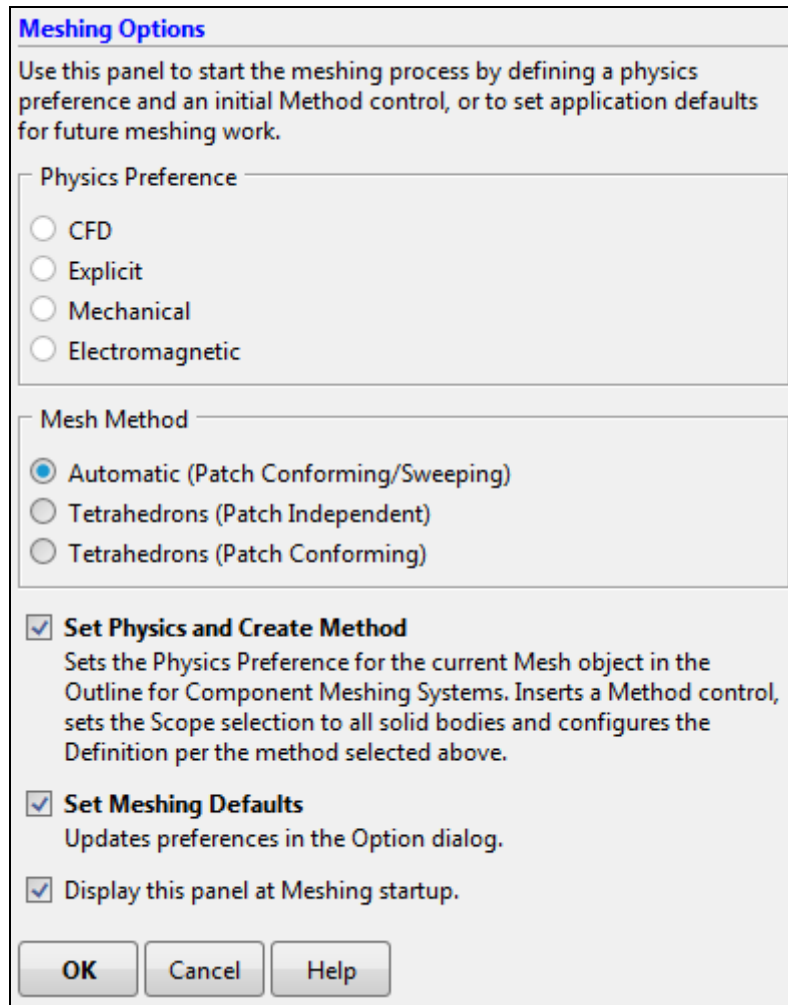 Meshing Options
Use this panel to start the meshing process by defining a physics
preference and an initial Method control, or to set application defaults
for future meshing work.
Physics Preference
CFD
Explicit
Mechanical
Electromagnetic
Mesh Method
Automatic (Patch Conforming/Sweeping)
Tetrahedrons (Patch Independent)
Tetrahedrons (Patch Conforming)
Set Physics and Create Method
Sets the Physics Preference for the current Mesh object in the
Outline for Component Meshing Systems. Inserts a Method control,
sets the Scope selection to all solid bodies and configures the
Definition per the method selected above.
Set Meshing Defaults
Updates preferences in the Option dialog.
Display this panel at Meshing startup.
OK Cancel Help